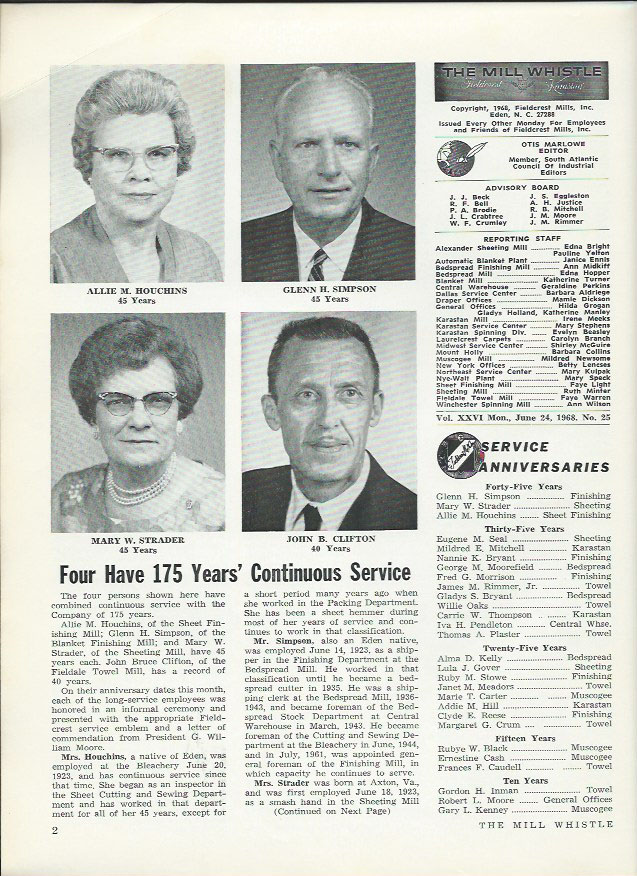 ALLIE M. HOUCHINS
45 Years
GLENN H. SIMPSON
45 Years
MARY W. STRADER
45 Years
JOHN B. CLIFTON
40 Years
Four Have 175 Years' Continuous Service
The four persons shown here have
combined continuous service with the
Company of 175 years.
Allie M. Houchins, of the Sheet Fin-
ishing Mill; Glenn H. Simpson, of the
Blanket Finishing Mill; and Mary W.
Strader, of the Sheeting Mill, have 45
years each. John Bruce Clifton, of the
Fieldale Towel Mill, has a record of
40 years.
On their anniversary dates this month,
each of the long-service employees was
honored in an informal ceremony and
presented with the appropriate Field-
crest service emblem and a letter of
commendation from President G. Wil-
liam Moore.
Mrs. Houchins, a native of Eden, was
employed at the Bleachery June 20,
1923, and has continuous service since
that time. She began as an inspector in
the Sheet Cutting and Sewing Depart-
ment and has worked in that depart-
ment for all of her 45 years, except for
a short period many years ago when
she worked in the Packing Department.
She has been a sheet hemmer during
most of her years of service and con-
tinues to work in that classification.
Mr. Simpson, also an Eden native,
was employed June 14, 1923, as a ship-
per in the Finishing Department at the
Bedspread Mill. He worked in that
classification until he became a bed-
spread cutter in 1935. He was a ship-
ping clerk at the Bedspread Mill, 1936-
1943, and became foreman of the Bed-
spread Stock Department at Central
Warehouse in March, 1943. He became
foreman of the Cutting and Sewing De-
partment at the Bleachery in June, 1944,
and in July, 1961, was appointed gen-
eral foreman of the Finishing Mill, in
which capacity he continues to serve.
Mrs. Strader was born at Axton, Va.,
and was first employed June 18, 1923,
as a smash hand in the Sheeting Mill
(Continued on Next Page)
2
THE MILL WHISTLE
Fieldcrest Karastan
Copyright, 1968, Fieldcrest Mills, Inc.
Eden, N. C. 27288
Issued Every Other Monday For Employees
and Friends of Fieldcrest Mills, Inc.
OTIS MARLOWE
EDITOR
Member, South Atlantic
Council Of Industrial
Editors
ADVISORY BOARD
J. J. Beck J. S. Eggleston
R. F. Bell A. H. Justice
P. A. Brodie R. B. Mitchell
J. L. Crabtree J. M. Moore
W. F. Crumley J. M. Rimmer
REPORTING STAFF
Alexander Sheeting Mill Edna Bright
Pauline Yelton
Automatic Blanket Plant Janice Ennis
Bedspread Finishing Mill Ann Midkiff
Bedspread Mill Edna Hopper
Blanket Mill Katherine Turner
Central Warehouse Geraldine Perkins
Dallas Service Center Barbara Aldriege
Draper Offices Mamie Dickson
General Offices Hilda Grogan
Gladys Holland, Katherine Manley
Karastan Mill Irene Meeks
Karastan Service Center Mary Stephens
Karastan Spinning Div. Evelyn Beasley
Laurelcrest Carpets Carolyn Branch
Midwest Service Center Shirley McGuire
Mount Holly Barbara Collins
Muscogee Mill Mildred Newsome
New York Offices Betty Lencses
Northeast Service Center Mary Kulpak
Nye-Wait Plant Mary Speck
Sheet Finishing Mill Faye Light
Sheeting Mill Ruth Minter
Fieldale Towel Mill Faye Warren
Winchester Spinning Mill Ann Wilson
Vol. XXVI Mon., June 24, 1968. No. 25
SERVICE
ANNIVERSARIES
Forty-Five Years
Glenn H. Simpson Finishing
Mary W. Strader Sheeting
Allie M. Houchins Sheet Finishing
Thirty-Five Years
Eugene M. Seal Sheeting
Mildred E. Mitchell Karastan
Nannie K. Bryant Finishing
George M. Moorefield Bedspread
Fred G. Morrison Finishing
James M. Rimmer, Jr. Towel
Gladys S. Bryant Bedspread
Willie Oaks Towel
Carrie W. Thompson Karastan
Iva H. Pendleton Central Whse.
Thomas A. Plaster Towel
Twenty-Five Years
Alma D. Kelly Bedspread
Lula J. Gover Sheeting
Ruby M. Stowe Finishing
Janet M. Meadors Towel
Marie T. Carter Muscogee
Addie M. Hill Karastan
Clyde E. Reese Finishing
Margaret G. Crum Towel
Fifteen Years
Rubye W. Black Muscogee
Ernestine Cash Muscogee
Frances F. Caudell Towel
Ten Years
Gordon H. Inman Towel
Robert L. Moore General Offices
Gary L. Kenney Muscogee
THE MILL WHISTLE